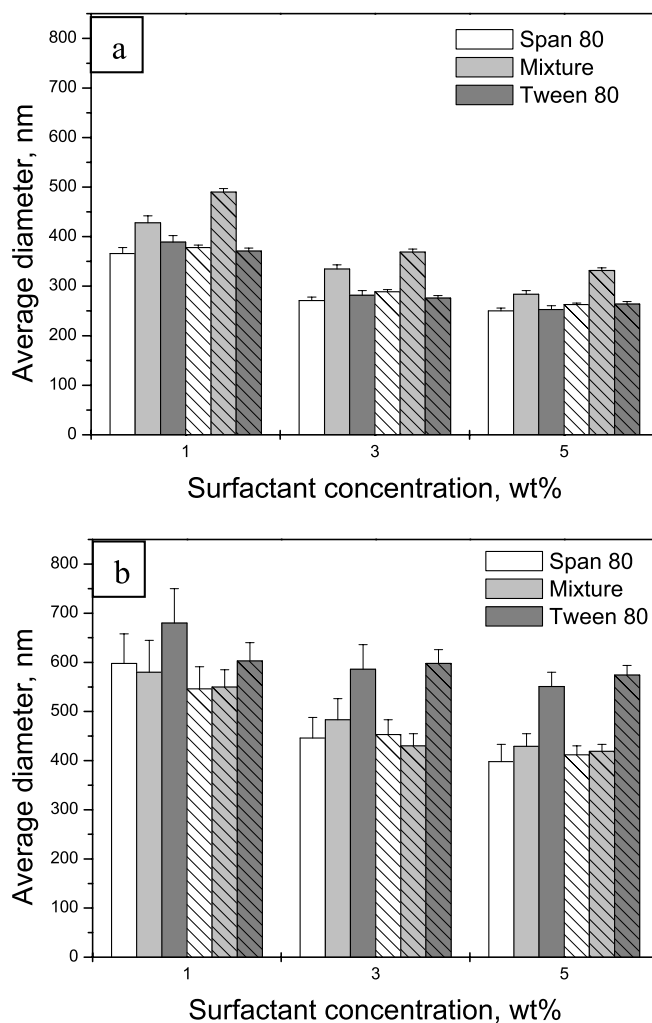 a
Span 80
Mixture
Tween 80
800
700
600
500
400
300
200
100
0
Average diameter, nm
1 3 5
Surfactant concentration, wt%
b
Span 80
Mixture
Tween 80
800
700
600
500
400
300
200
100
0
Average diameter, nm
1 3 5
Surfactant concentration, wt%